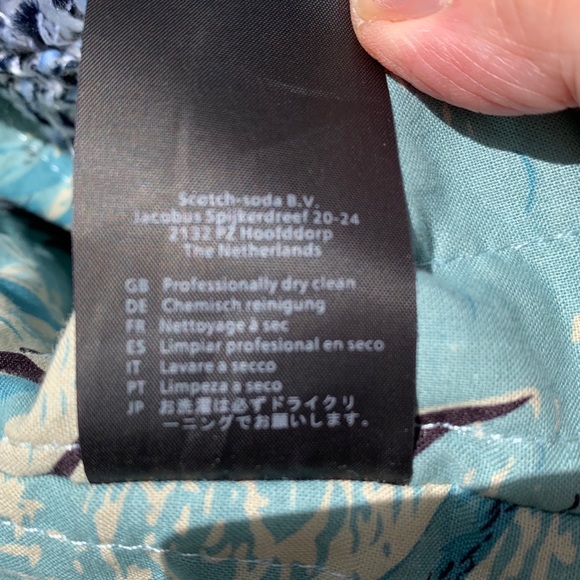 Scotch-soda B.V.
Jacobus Spijkerdreef 20-24
2132 PZ Hoofddorp
The Netherlands
GB Professionally dry clean
DE Chemisch reinigung
FR Nettoyage à sec
ES Limpiar profesional en seco
IT Lavare a secco
PT Limpeza a seco
JP お洗濯は必ずドライクリ
ーニングでお願いします。